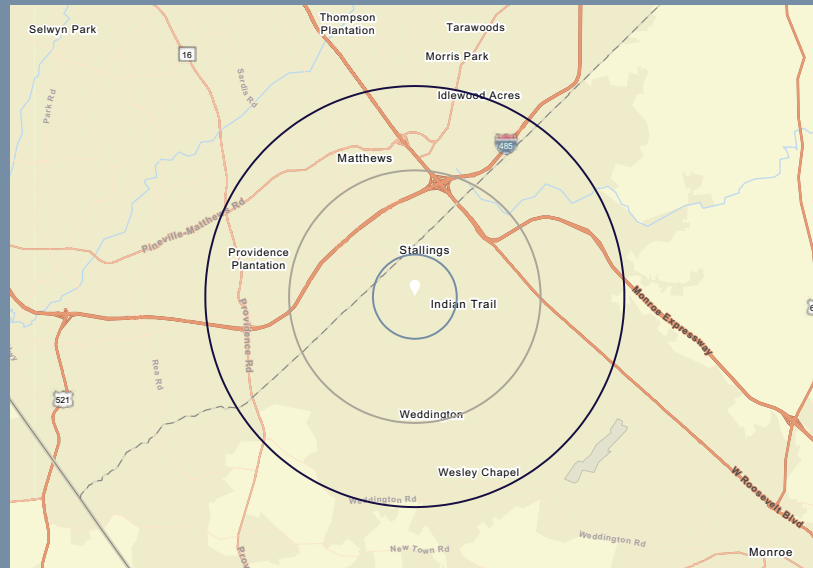 Thompson
Plantation
Tarawoods
Selwyn Park
16
Morris Park
Sardis Rd
Park Rd
Idlewood Acres
485
Matthews
Pineville-Matthews Rd
Providence
Plantation
Stallings
Indian Trail
Monroe Expressway
Providence Rd
Rea Rd
521
Weddington
Wesley Chapel
W Roosevelt Blvd
Weddington Rd
Weddington Rd
New Town Rd
Monroe